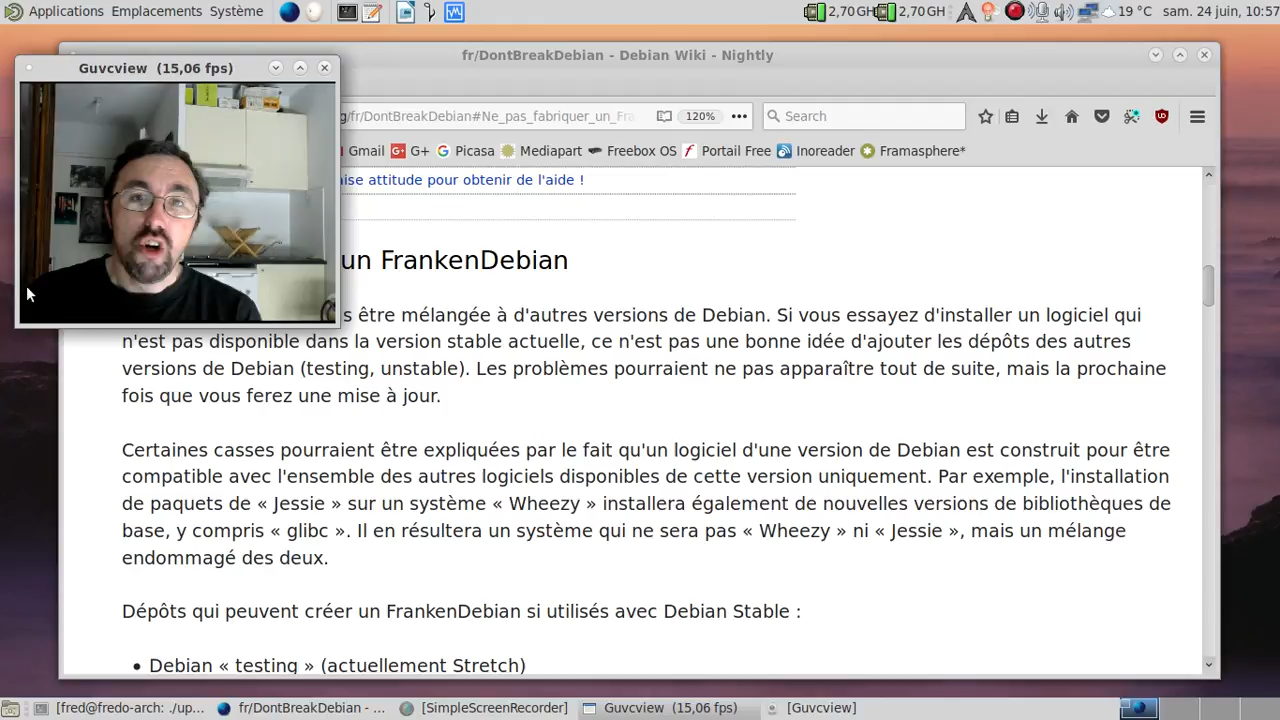 Applications Emplacements Système 2,70 GH 2,70 GH 19 °C sam. 24 juin, 10:57
fr/DontBreakDebian - Debian Wiki - Nightly
Guvcview (15,06 fps)
/fr/DontBreakDebian#Ne_pas_fabriquer_un_Fra 120% Search
Gmail G+ Picasa Mediapart Freebox OS Portail Free Inoreader Framasphere*
aise attitude pour obtenir de l'aide !
un FrankenDebian
s être mélangée à d'autres versions de Debian. Si vous essayez d'installer un logiciel qui
n'est pas disponible dans la version stable actuelle, ce n'est pas une bonne idée d'ajouter les dépôts des autres
versions de Debian (testing, unstable). Les problèmes pourraient ne pas apparaître tout de suite, mais la prochaine
fois que vous ferez une mise à jour.
Certaines casses pourraient être expliquées par le fait qu'un logiciel d'une version de Debian est construit pour être
compatible avec l'ensemble des autres logiciels disponibles de cette version uniquement. Par exemple, l'installation
de paquets de « Jessie » sur un système « Wheezy » installera également de nouvelles versions de bibliothèques de
base, y compris « glibc ». Il en résultera un système qui ne sera pas « Wheezy » ni « Jessie », mais un mélange
endommagé des deux.
Dépôts qui peuvent créer un FrankenDebian si utilisés avec Debian Stable :
• Debian « testing » (actuellement Stretch)
[fred@fredo-arch: ./up... fr/DontBreakDebian - ... [SimpleScreenRecorder] Guvcview (15,06 fps) [Guvcview]